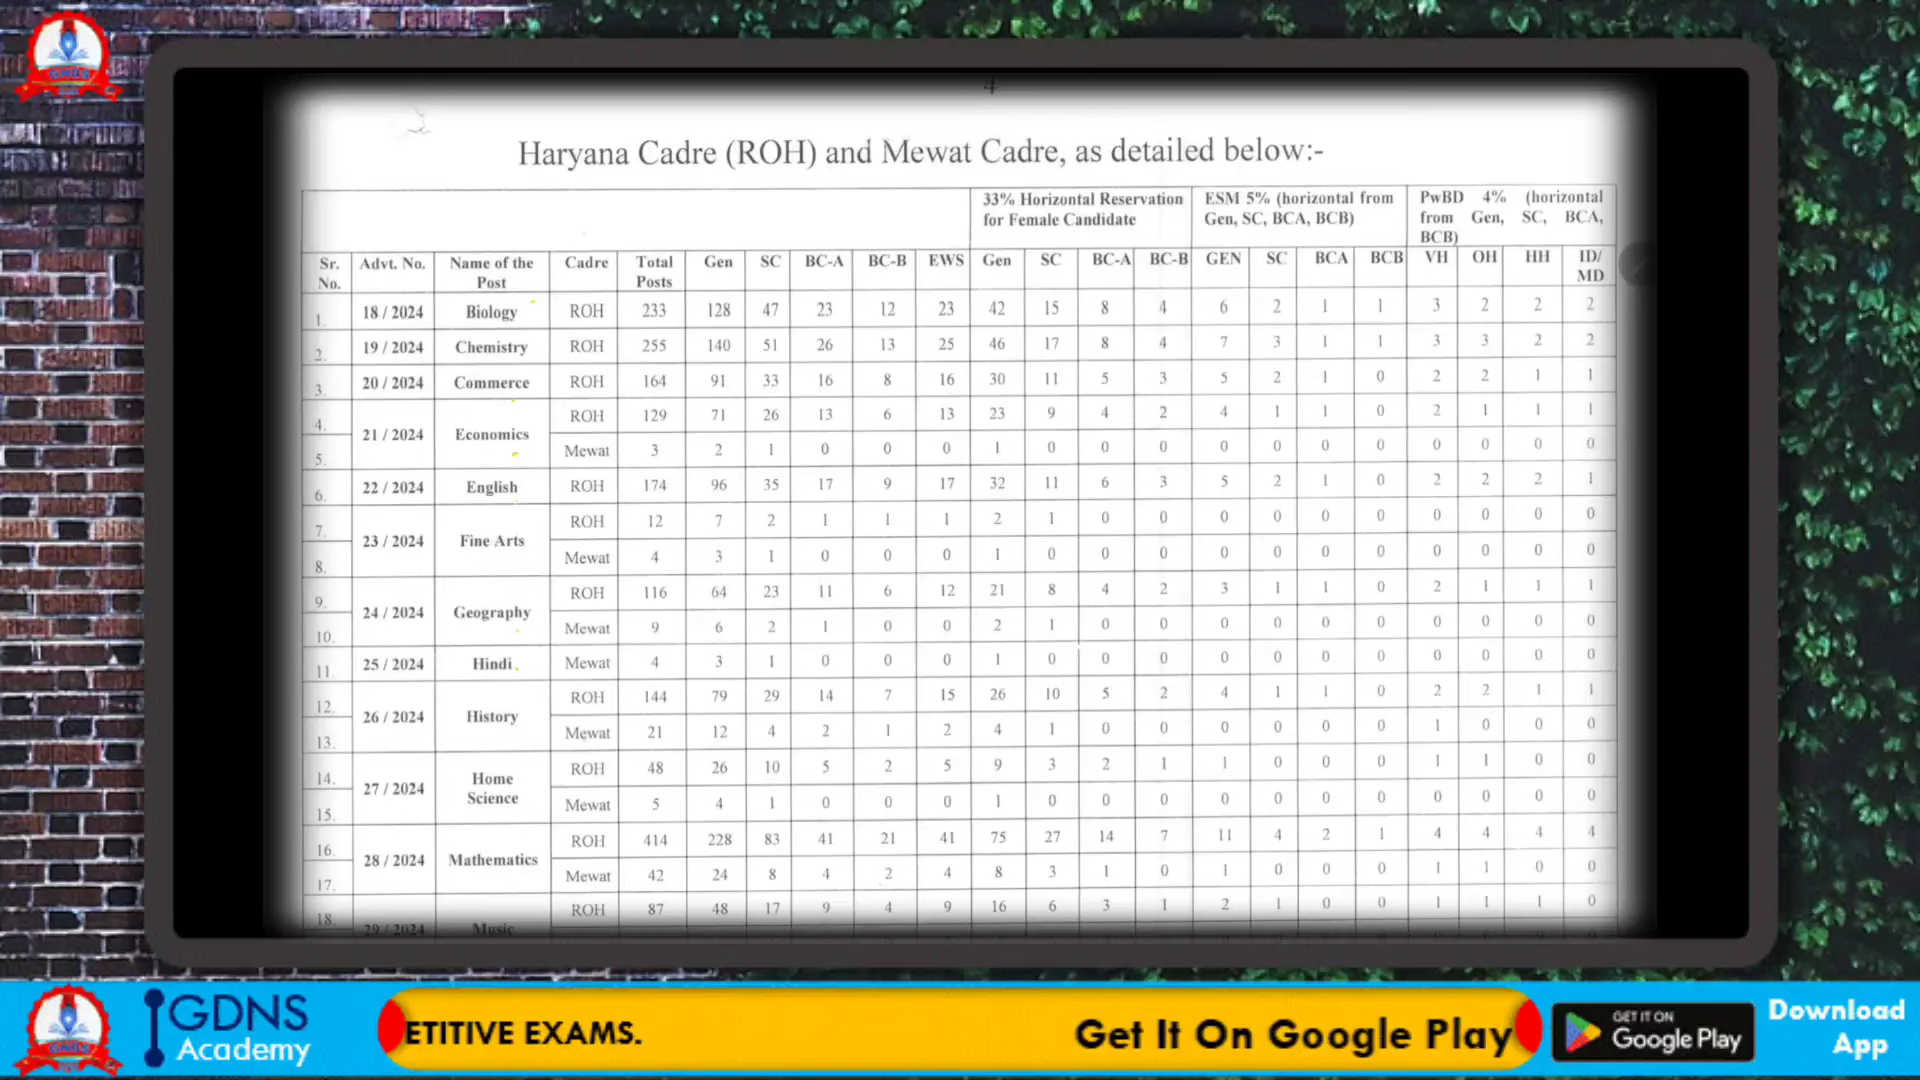 4
Haryana Cadre (ROH) and Mewat Cadre, as detailed below:-
33% Horizontal Reservation for Female Candidate ESM 5% (horizontal from Gen, SC, BCA, BCB) PwBD 4% (horizontal from Gen, SC, BCA, BCB)
Sr. No. Advt. No. Name of the Post Cadre Total Posts Gen SC BC-A BC-B EWS Gen SC BC-A BC-B GEN SC BCA BCB VH OH HH ID/ MD
1. 18 / 2024 Biology ROH 233 128 47 23 12 23 42 15 8 4 6 2 1 1 3 2 2 2
2. 19 / 2024 Chemistry ROH 255 140 51 26 13 25 46 17 8 4 7 3 1 1 3 3 2 2
3. 20 / 2024 Commerce ROH 164 91 33 16 8 16 30 11 5 3 5 2 1 0 2 2 1 1
4. 21 / 2024 Economics ROH 129 71 26 13 6 13 23 9 4 2 4 1 1 0 2 1 1 1
5. Mewat 3 2 1 0 0 0 1 0 0 0 0 0 0 0 0 0 0 0
6. 22 / 2024 English ROH 174 96 35 17 9 17 32 11 6 3 5 2 1 0 2 2 2 1
7. 23 / 2024 Fine Arts ROH 12 7 2 1 1 1 2 1 0 0 0 0 0 0 0 0 0 0
8. Mewat 4 3 1 0 0 0 1 0 0 0 0 0 0 0 0 0 0
9. 24 / 2024 Geography ROH 116 64 23 11 6 12 21 8 4 2 3 1 1 0 2 1 1 1
10. Mewat 9 6 2 1 0 0 2 1 0 0 0 0 0 0 0 0 0 0
11. 25 / 2024 Hindi Mewat 4 3 1 0 0 0 1 0 0 0 0 0 0 0 0 0 0 0
12. 26 / 2024 History ROH 144 79 29 14 7 15 26 10 5 2 4 1 1 0 2 2 1 1
13. Mewat 21 12 4 2 1 2 4 1 0 0 0 0 0 0 1 0 0 0
14. 27 / 2024 Home Science ROH 48 26 10 5 2 5 9 3 2 1 1 0 0 0 1 1 0 0
15. Mewat 5 4 1 0 0 0 1 0 0 0 0 0 0 0 0 0 0 0
16. 28 / 2024 Mathematics ROH 414 228 83 41 21 41 75 27 14 7 11 4 2 1 4 4 4 4
17. Mewat 42 24 8 4 2 4 8 3 1 0 1 0 0 0 1 1 0 0
18. 29 / 2024 Music ROH 87 48 17 9 4 9 16 6 3 1 2 1 0 0 1 1 1 0
GDNS
Academy
ETITIVE EXAMS.
Get It On Google Play
GET IT ON
Google Play
Download
App